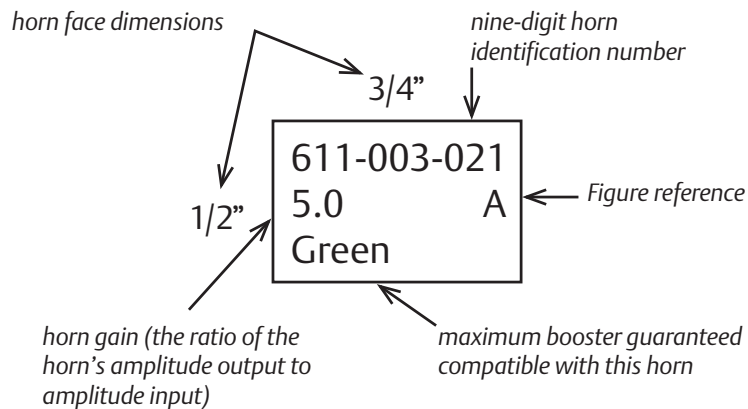 horn face dimensions
nine-digit horn
identification number
3/4”
1/2”
611-003-021
5.0 A
Green
Figure reference
horn gain (the ratio of the
horn’s amplitude output to
amplitude input)
maximum booster guaranteed
compatible with this horn